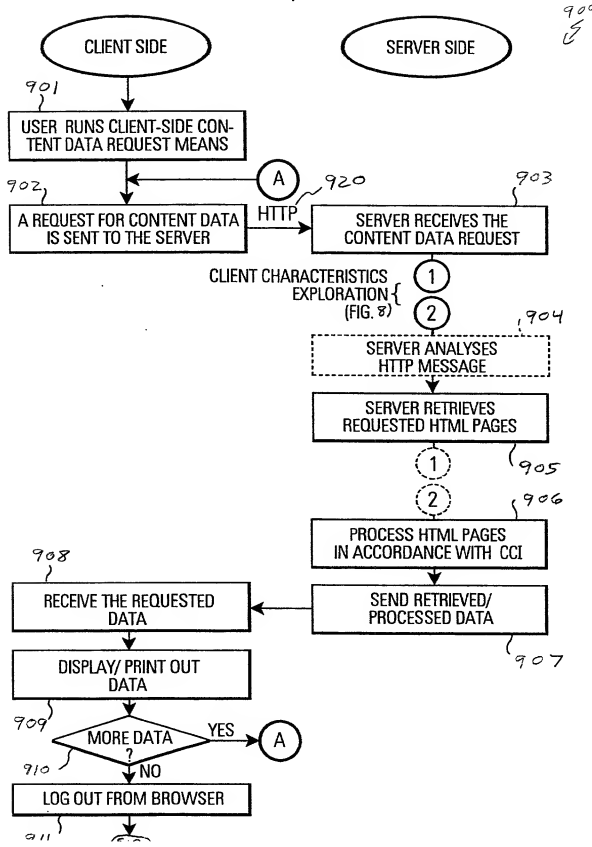 CLIENT SIDE
SERVER SIDE
901
USER RUNS CLIENT-SIDE CON-
TENT DATA REQUEST MEANS
A
902
HTTP
920
903
A REQUEST FOR CONTENT DATA
IS SENT TO THE SERVER
SERVER RECEIVES THE
CONTENT DATA REQUEST
CLIENT CHARACTERISTICS
EXPLORATION {
(FIG. 8)
1
2
904
SERVER ANALYSES
HTTP MESSAGE
SERVER RETRIEVES
REQUESTED HTML PAGES
905
1
2
906
PROCESS HTML PAGES
IN ACCORDANCE WITH CCI
908
RECEIVE THE REQUESTED
DATA
SEND RETRIEVED/
PROCESSED DATA
907
DISPLAY/ PRINT OUT
DATA
909
MORE DATA
?
YES
A
910
NO
LOG OUT FROM BROWSER
911